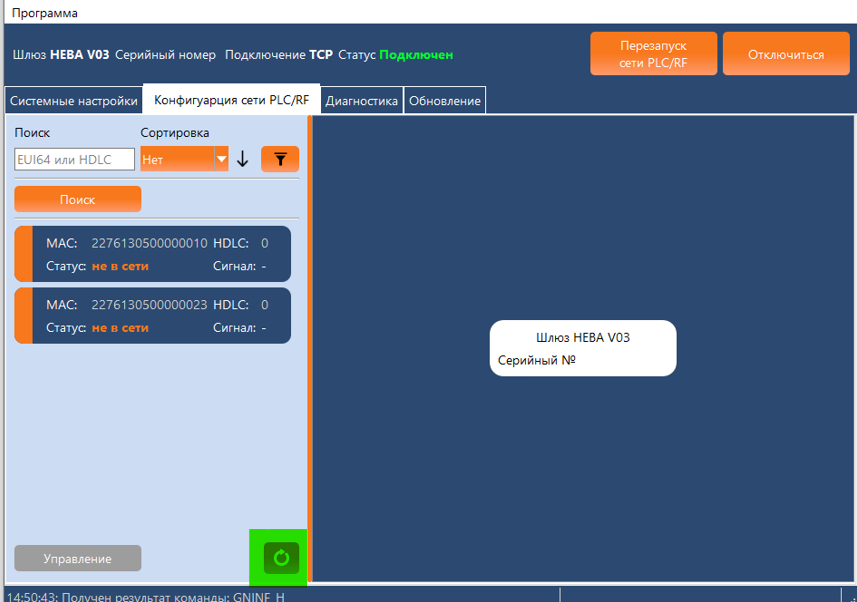 Программа
Шлюз НЕВА V03 Серийный номер Подключение TCP Статус Подключен
Перезапуск
сети PLC/RF
Отключиться
Системные настройки Конфигуарция сети PLC/RF Диагностика Обновление
Поиск Сортировка
EUI64 или HDLC Нет
Поиск
MAC: 2276130500000010 HDLC: 0
Статус: не в сети Сигнал: -
MAC: 2276130500000023 HDLC: 0
Статус: не в сети Сигнал: -
Шлюз НЕВА V03
Серийный №
Управление
14:50:43: Получен результат команды: GNINF_H